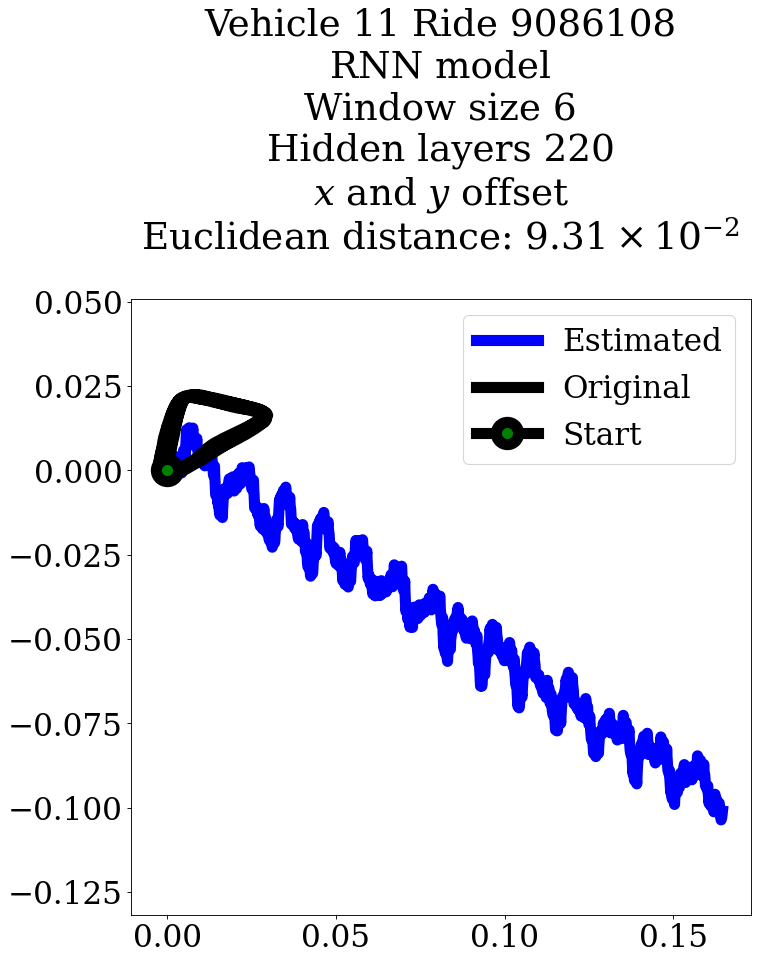 Vehicle 11 Ride 9086108
RNN model
Window size 6
Hidden layers 220
x and y offset
Euclidean distance: 9.31 × 10⁻²
Estimated
Original
Start
0.050
0.025
0.000
−0.025
−0.050
−0.075
−0.100
−0.125
0.00 0.05 0.10 0.15